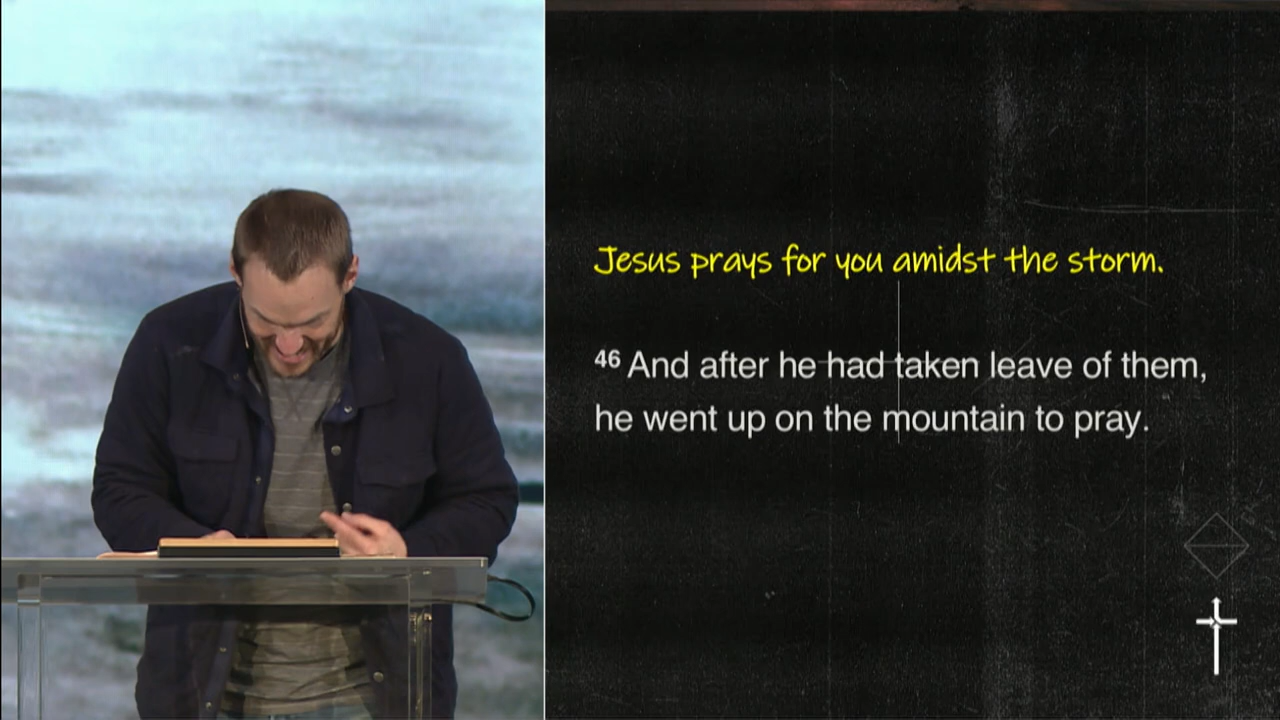 Jesus prays for you amidst the storm.
46 And after he had taken leave of them,
he went up on the mountain to pray.